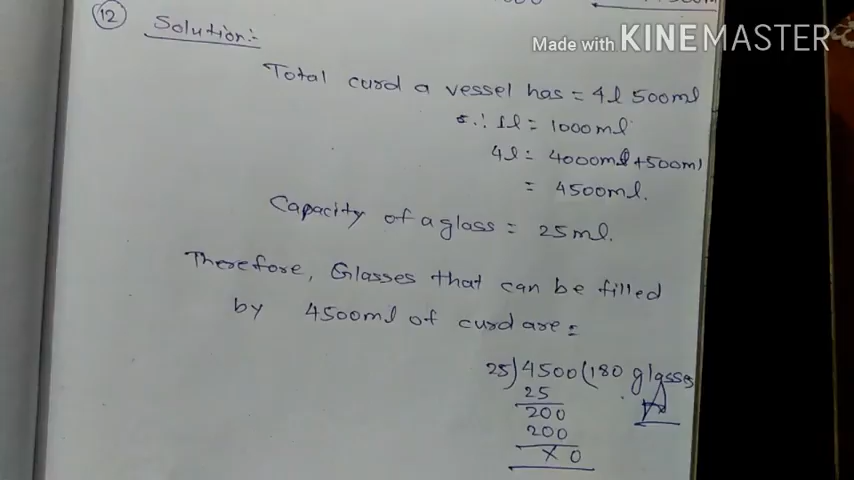 12 Solution:-
Made with KINEMASTER
Total curd a vessel has = 4l 500ml
∵ 1l = 1000ml
4l = 4000ml + 500ml
= 4500ml.
Capacity of a glass = 25ml.
Therefore, Glasses that can be filled
by 4500ml of curd are =
25)4500(180 glasses
25
200
200
x 0